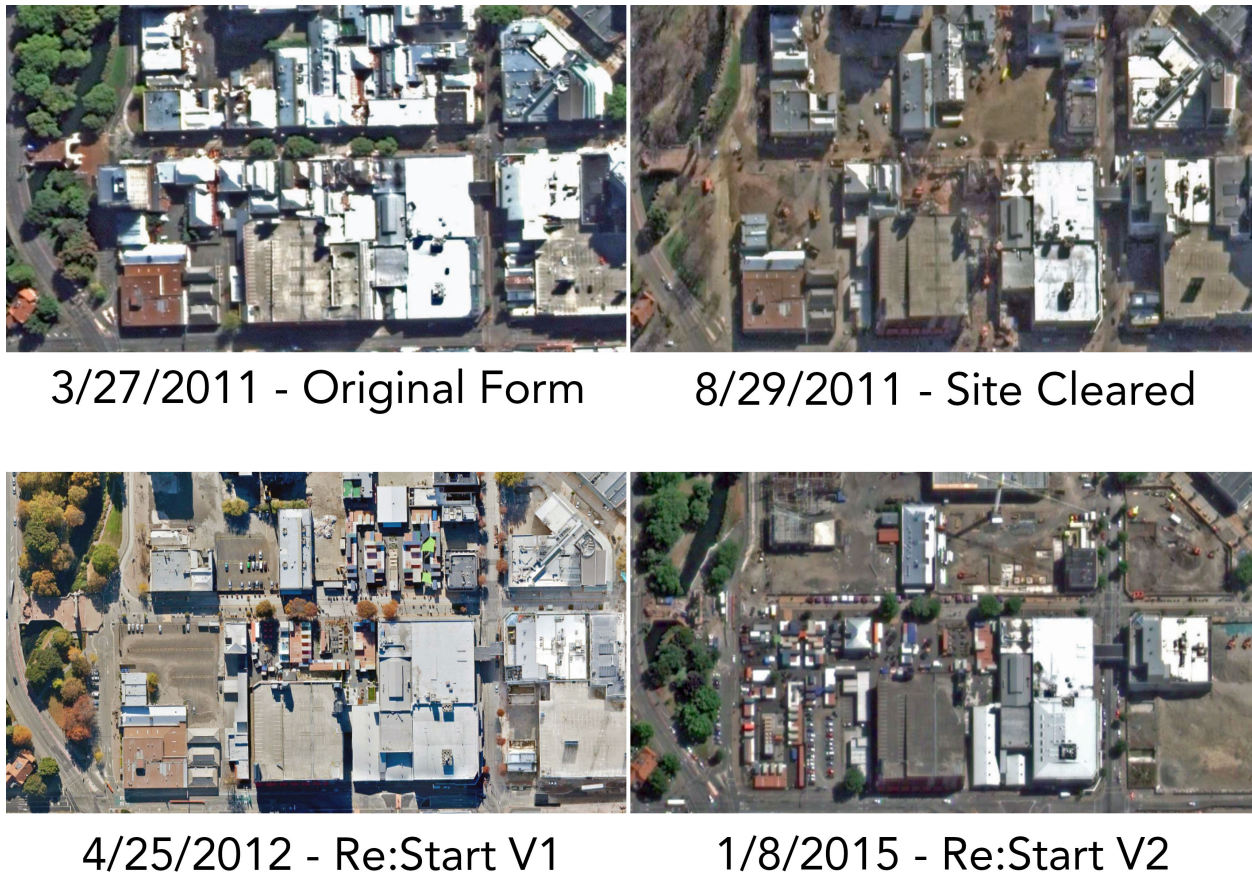 3/27/2011 - Original Form
8/29/2011 - Site Cleared
4/25/2012 - Re:Start V1
1/8/2015 - Re:Start V2